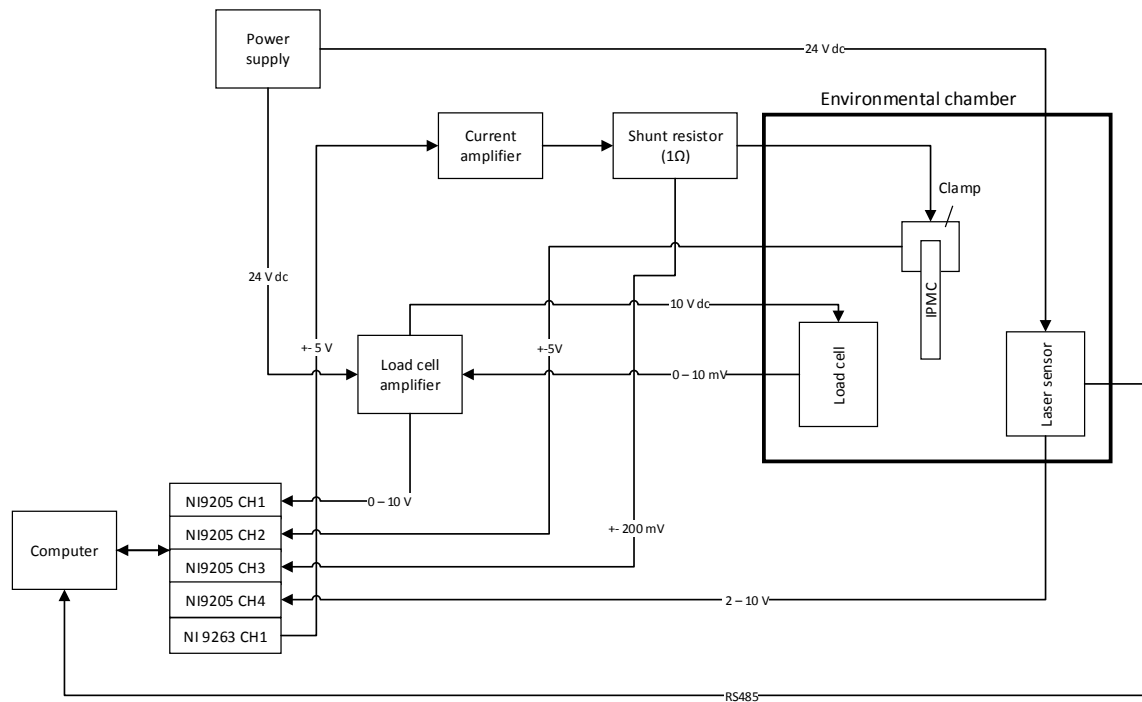 Power
supply
24 V dc
Environmental chamber
Current
amplifier
Shunt resistor
(1Ω)
Clamp
IPMC
24 V dc
10 V dc
+- 5 V
+-5V
Load cell
amplifier
0 – 10 mV
Load cell
Laser sensor
0 – 10 V
+- 200 mV
NI9205 CH1
NI9205 CH2
NI9205 CH3
NI9205 CH4
NI 9263 CH1
Computer
2 – 10 V
RS485